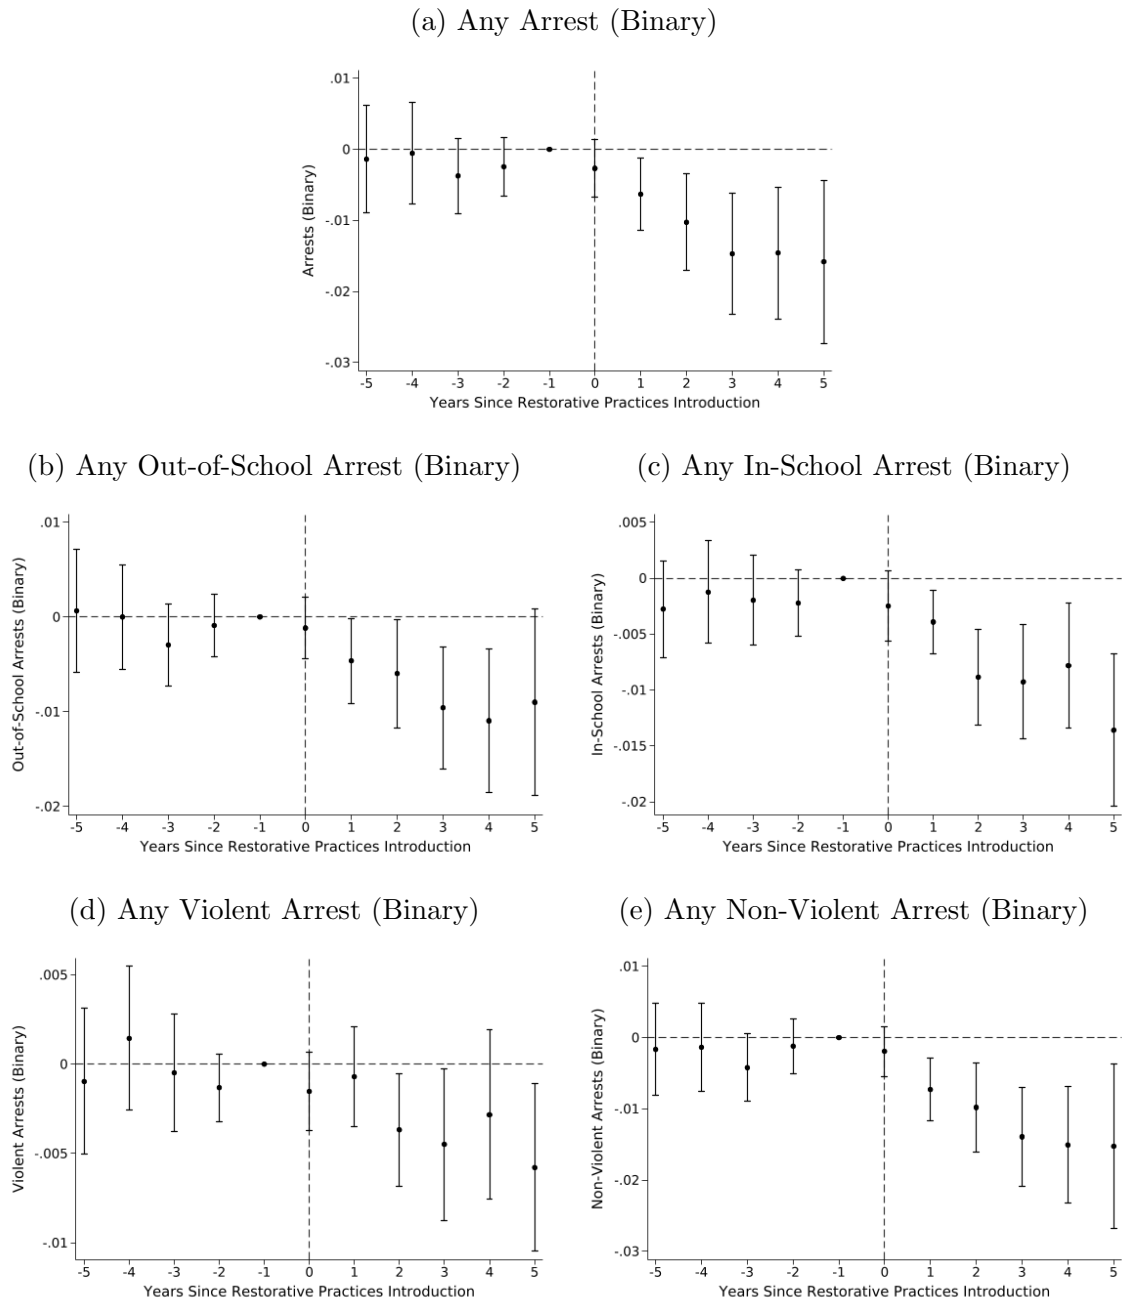 (a) Any Arrest (Binary)
.01
0
-.01
-.02
-.03
Arrests (Binary)
-5 -4 -3 -2 -1 0 1 2 3 4 5
Years Since Restorative Practices Introduction
(b) Any Out-of-School Arrest (Binary)
.01
0
-.01
-.02
Out-of-School Arrests (Binary)
-5 -4 -3 -2 -1 0 1 2 3 4 5
Years Since Restorative Practices Introduction
(c) Any In-School Arrest (Binary)
.005
0
-.005
-.01
-.015
-.02
In-School Arrests (Binary)
-5 -4 -3 -2 -1 0 1 2 3 4 5
Years Since Restorative Practices Introduction
(d) Any Violent Arrest (Binary)
.005
0
-.005
-.01
Violent Arrests (Binary)
-5 -4 -3 -2 -1 0 1 2 3 4 5
Years Since Restorative Practices Introduction
(e) Any Non-Violent Arrest (Binary)
.01
0
-.01
-.02
-.03
Non-Violent Arrests (Binary)
-5 -4 -3 -2 -1 0 1 2 3 4 5
Years Since Restorative Practices Introduction